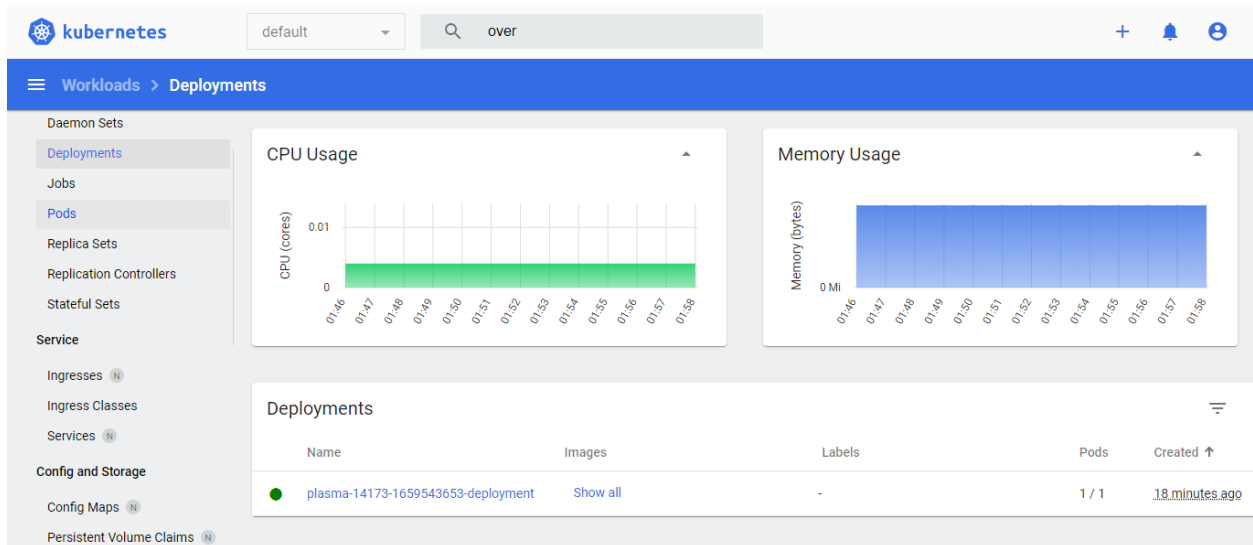 kubernetes
default
over
Workloads > Deployments
Daemon Sets
Deployments
Jobs
Pods
Replica Sets
Replication Controllers
Stateful Sets
Service
Ingresses N
Ingress Classes
Services N
Config and Storage
Config Maps N
Persistent Volume Claims N
CPU Usage
CPU (cores)
0.01
0
01:46 01:47 01:48 01:49 01:50 01:51 01:52 01:53 01:54 01:55 01:56 01:57 01:58
Memory Usage
Memory (bytes)
0 Mi
01:46 01:47 01:48 01:49 01:50 01:51 01:52 01:53 01:54 01:55 01:56 01:57 01:58
Deployments
Name Images Labels Pods Created ↑
plasma-14173-1659543653-deployment Show all - 1 / 1 18 minutes ago